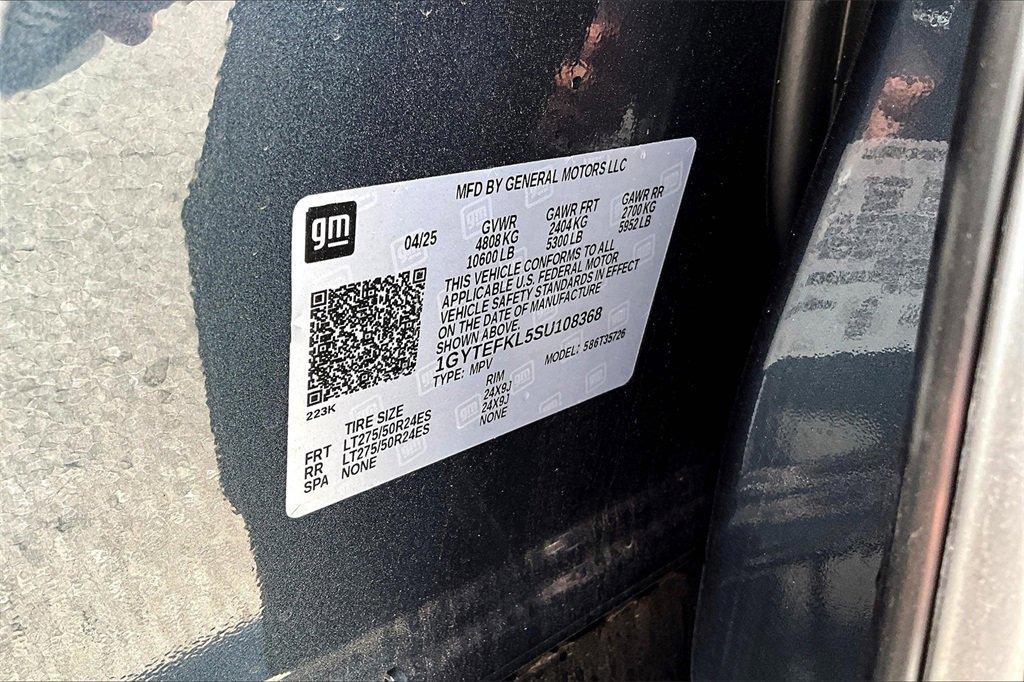 MFD BY GENERAL MOTORS LLC
gm
04/25
GVWR GAWR FRT GAWR RR
4808 KG 2404 KG 2700 KG
10600 LB 5300 LB 5952 LB
THIS VEHICLE CONFORMS TO ALL
APPLICABLE U.S. FEDERAL MOTOR
VEHICLE SAFETY STANDARDS IN EFFECT
ON THE DATE OF MANUFACTURE
SHOWN ABOVE.
1GYTEFKL5SU108368
TYPE: MPV MODEL: 586T35726
223K
TIRE SIZE RIM
FRT LT275/50R24ES 24X9J
RR LT275/50R24ES 24X9J
SPA NONE NONE